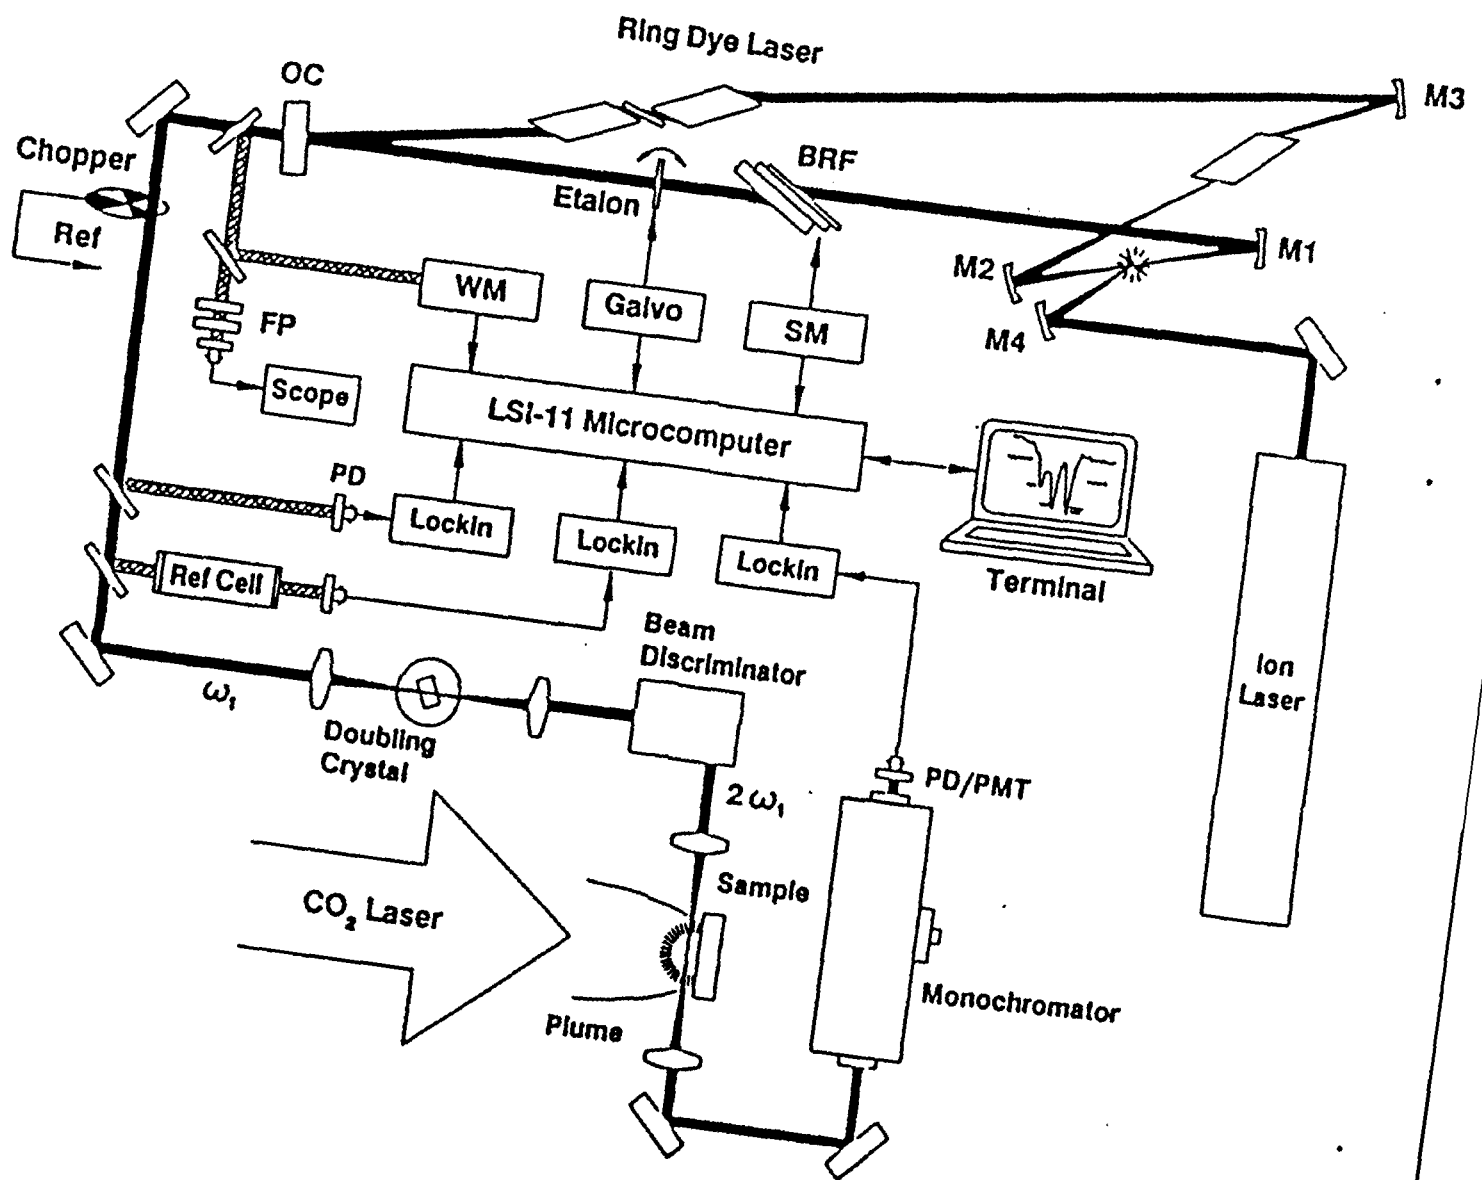 Ring Dye Laser
OC
M3
Chopper
BRF
Etalon
Ref
M1
M2
WM
Galvo
FP
SM
M4
Scope
LSI-11 Microcomputer
PD
Lockin
Lockin
Lockin
Ref Cell
Terminal
Beam
Discriminator
Ion
Laser
ω₁
Doubling
Crystal
2ω₁
PD/PMT
CO₂ Laser
Sample
Monochromator
Plume